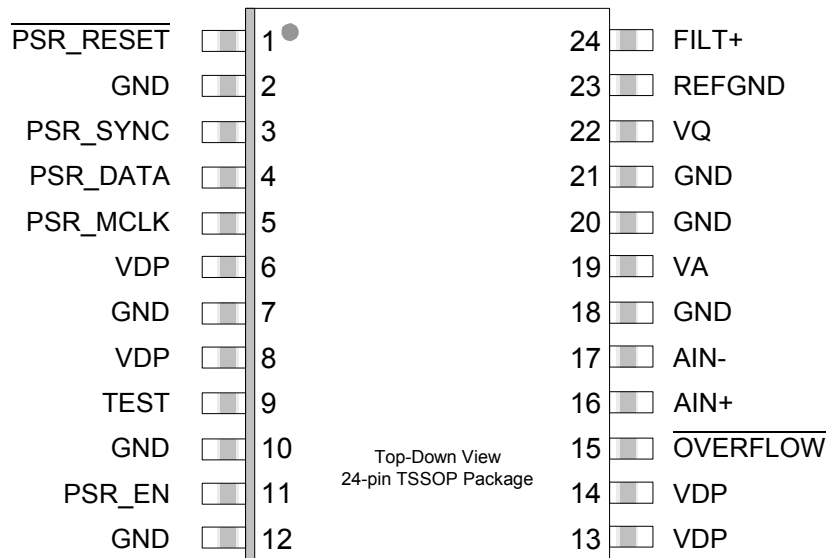 PSR_RESET 1 24 FILT+
GND 2 23 REFGND
PSR_SYNC 3 22 VQ
PSR_DATA 4 21 GND
PSR_MCLK 5 20 GND
VDP 6 19 VA
GND 7 18 GND
VDP 8 17 AIN-
TEST 9 16 AIN+
GND 10 15 OVERFLOW
PSR_EN 11 14 VDP
GND 12 13 VDP
Top-Down View
24-pin TSSOP Package